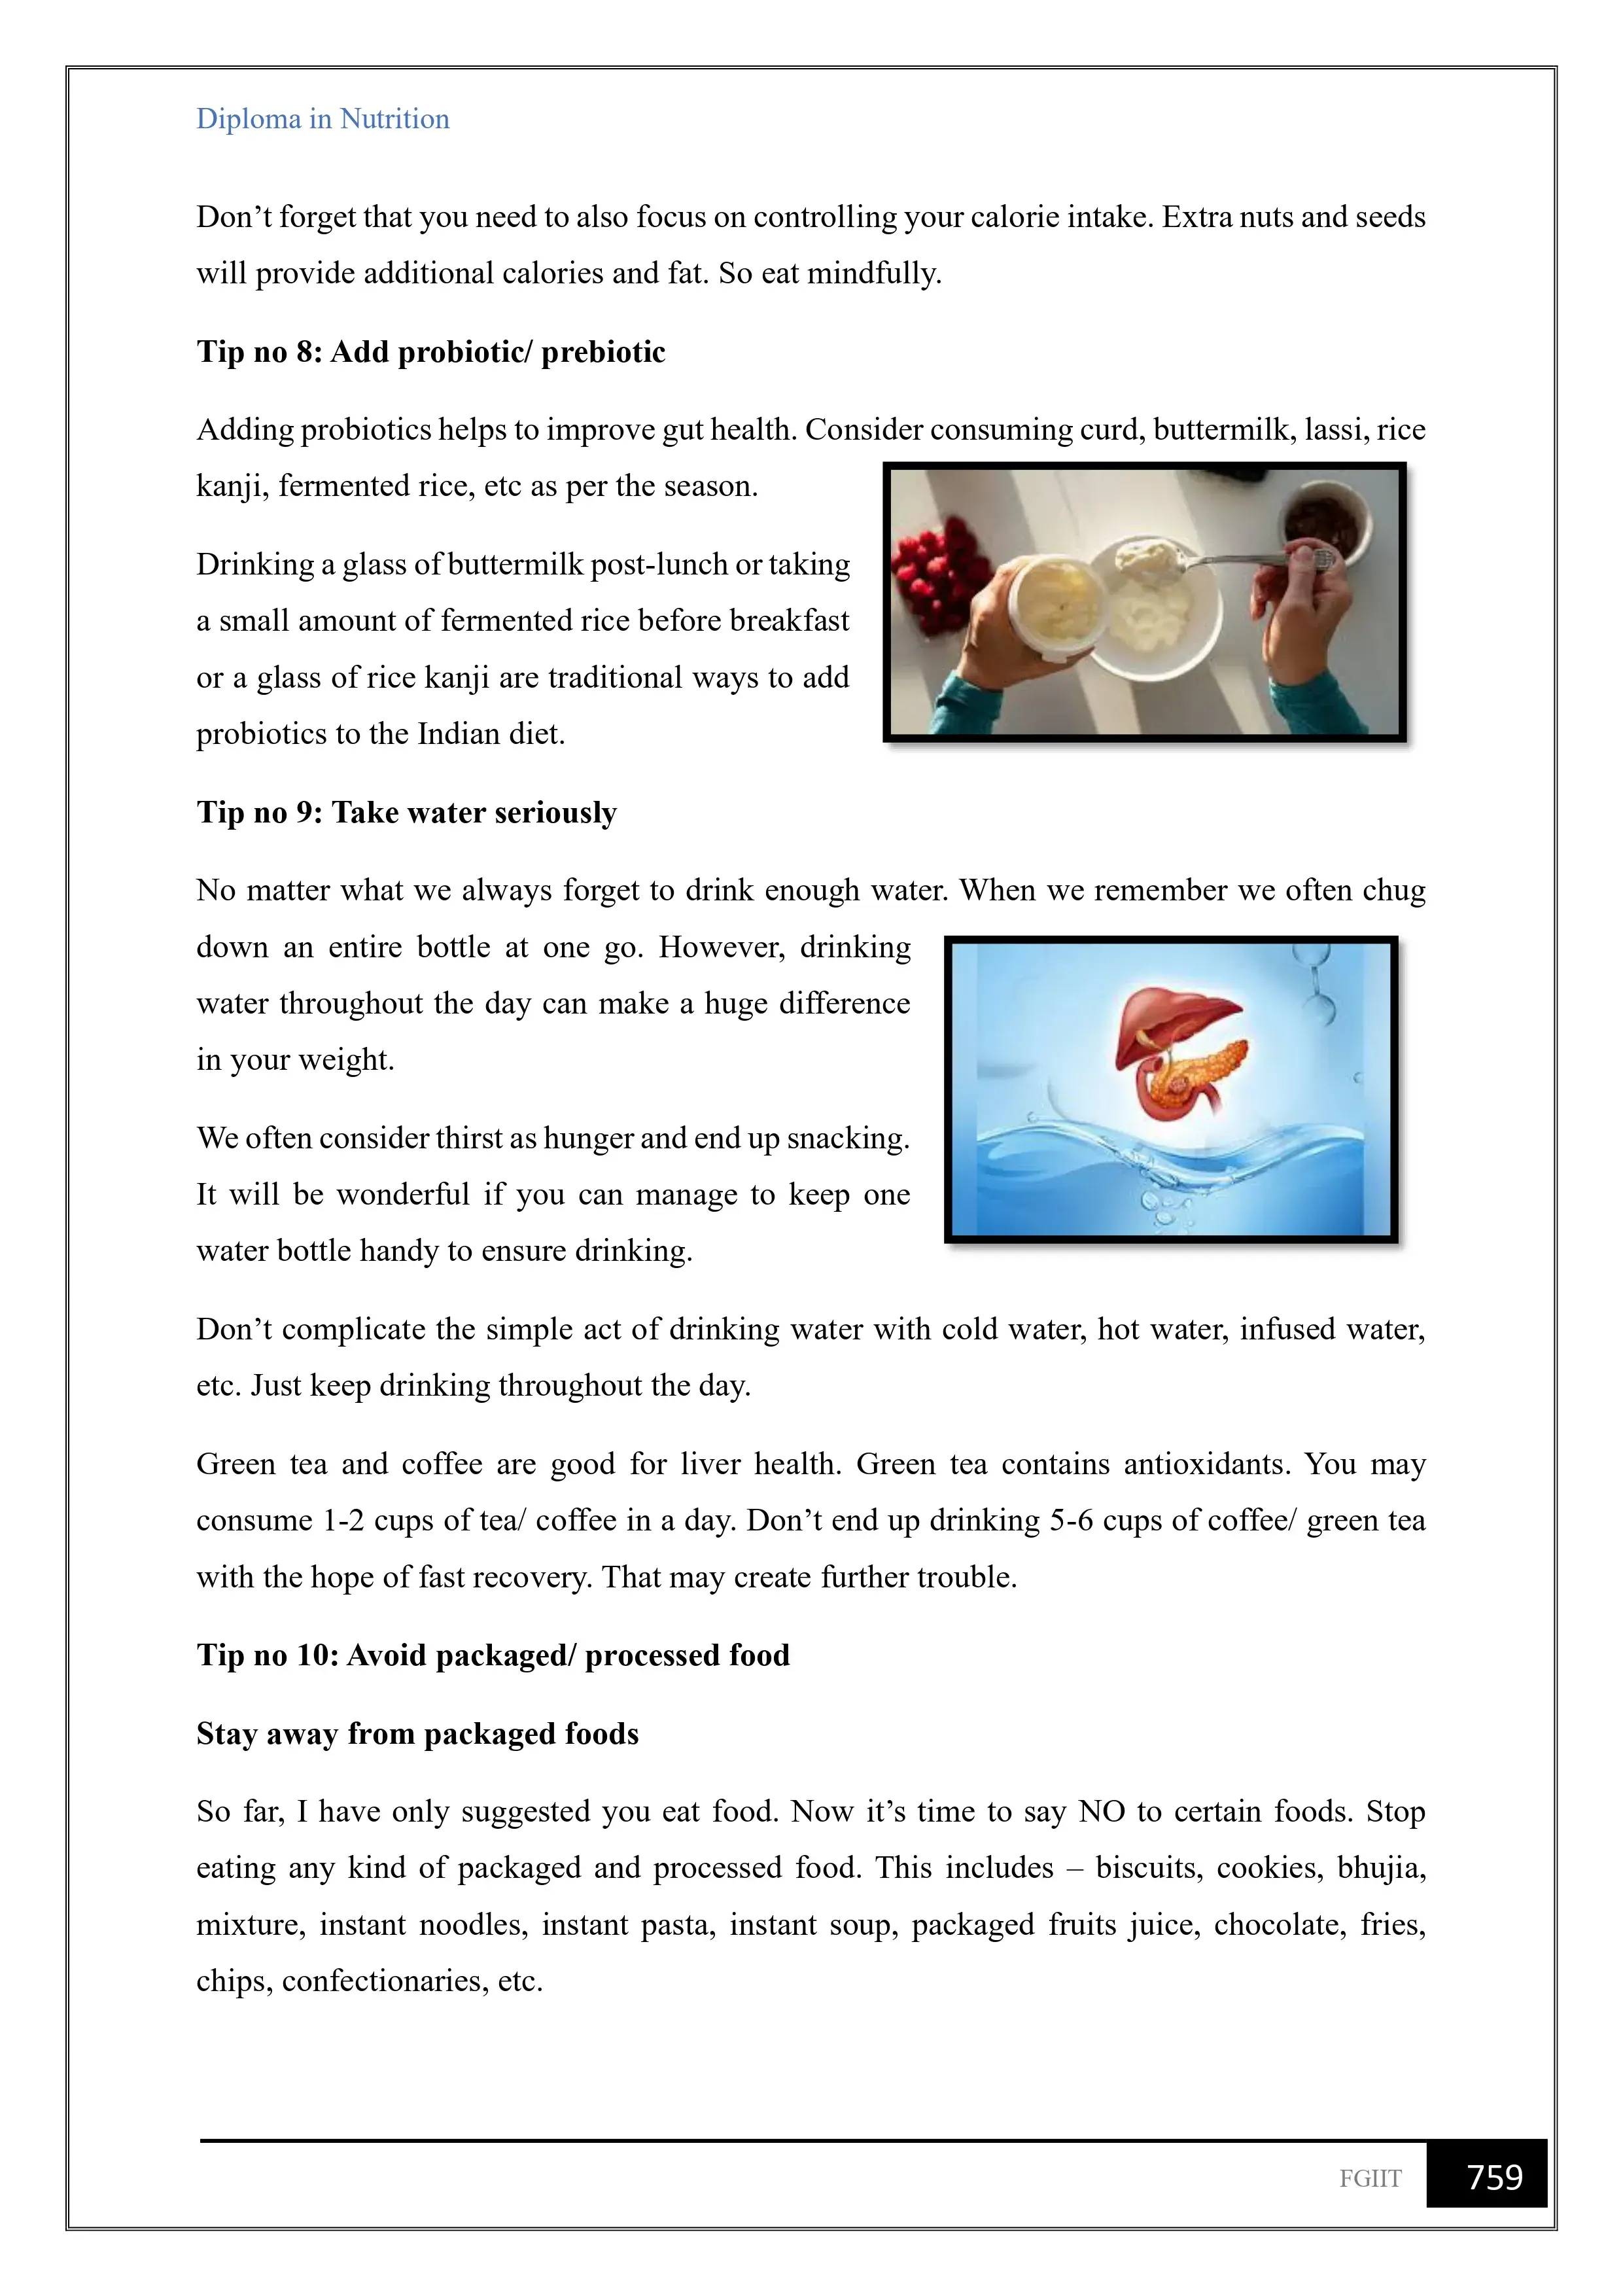 Diploma in Nutrition
Don’t forget that you need to also focus on controlling your calorie intake. Extra nuts and seeds
will provide additional calories and fat. So eat mindfully.
Tip no 8: Add probiotic/ prebiotic
Adding probiotics helps to improve gut health. Consider consuming curd, buttermilk, lassi, rice
kanji, fermented rice, etc as per the season.
Drinking a glass of buttermilk post-lunch or taking
a small amount of fermented rice before breakfast
or a glass of rice kanji are traditional ways to add
probiotics to the Indian diet.
Tip no 9: Take water seriously
No matter what we always forget to drink enough water. When we remember we often chug
down an entire bottle at one go. However, drinking
water throughout the day can make a huge difference
in your weight.
We often consider thirst as hunger and end up snacking.
It will be wonderful if you can manage to keep one
water bottle handy to ensure drinking.
Don’t complicate the simple act of drinking water with cold water, hot water, infused water,
etc. Just keep drinking throughout the day.
Green tea and coffee are good for liver health. Green tea contains antioxidants. You may
consume 1-2 cups of tea/ coffee in a day. Don’t end up drinking 5-6 cups of coffee/ green tea
with the hope of fast recovery. That may create further trouble.
Tip no 10: Avoid packaged/ processed food
Stay away from packaged foods
So far, I have only suggested you eat food. Now it’s time to say NO to certain foods. Stop
eating any kind of packaged and processed food. This includes – biscuits, cookies, bhujia,
mixture, instant noodles, instant pasta, instant soup, packaged fruits juice, chocolate, fries,
chips, confectionaries, etc.
FGIIT
759